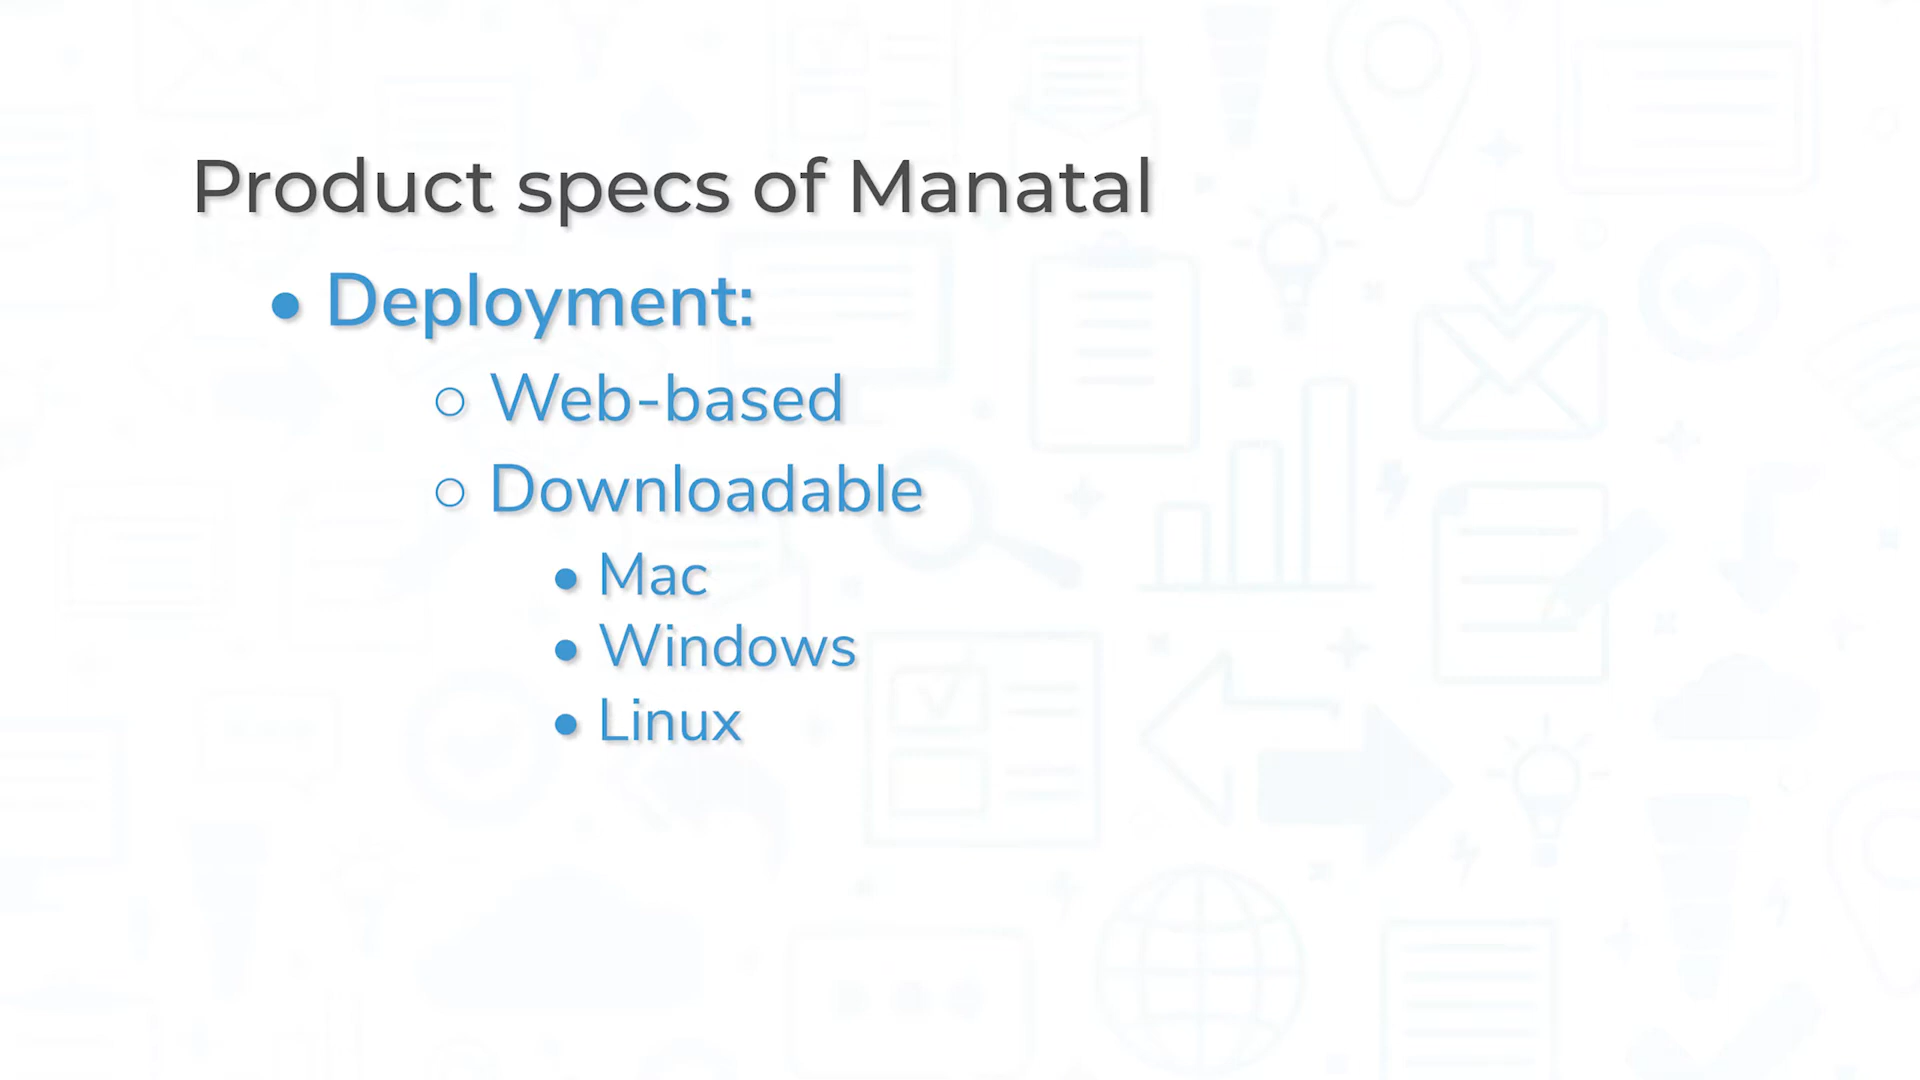 Product specs of Manatal
• Deployment:
○ Web-based
○ Downloadable
• Mac
• Windows
• Linux